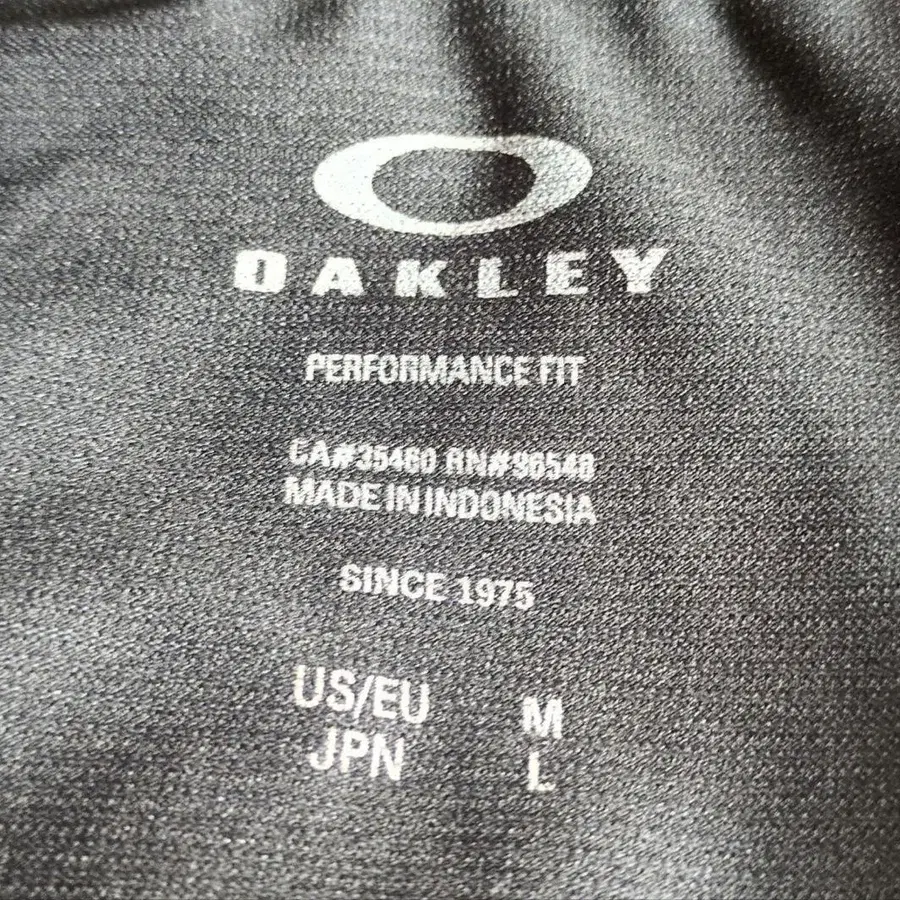 OAKLEY
PERFORMANCE FIT
CA#35460 RN#96548
MADE IN INDONESIA
SINCE 1975
US/EU M
JPN L